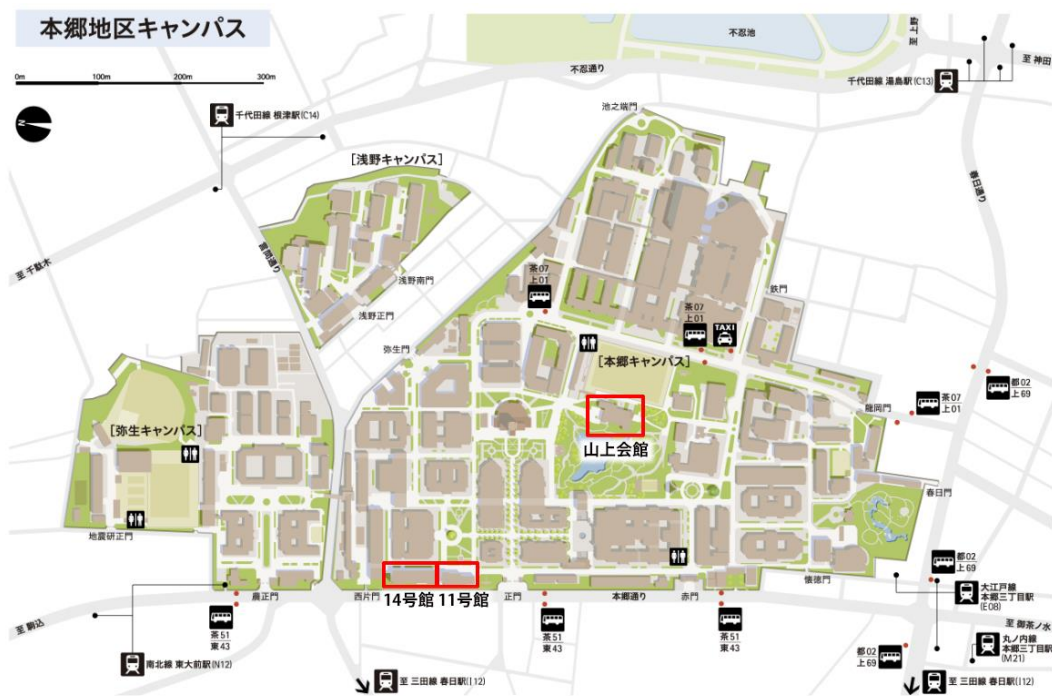 本郷地区キャンパス
0m
100m
200m
300m
不忍池
至上野
至 神田
不忍通り
千代田線 湯島駅(C13)
池之端門
千代田線 根津駅(C14)
[浅野キャンパス]
春日通り
至 千駄木
言問通り
浅野南門
茶07
上01
鉄門
浅野正門
茶07
上01
TAXI
弥生門
[本郷キャンパス]
都02
上69
茶07
上01
龍岡門
[弥生キャンパス]
山上会館
春日門
地震研正門
都02
上69
懐徳門
大江戸線
本郷三丁目駅
(E08)
農正門
西片門
14号館
11号館
正門
本郷通り
赤門
至 駒込
茶51
東43
茶51
東43
茶51
東43
至 御茶ノ水
丸ノ内線
本郷三丁目駅
(M21)
都02
上69
南北線 東大前駅(N12)
至 三田線 春日駅(I12)
至 三田線 春日駅(I12)